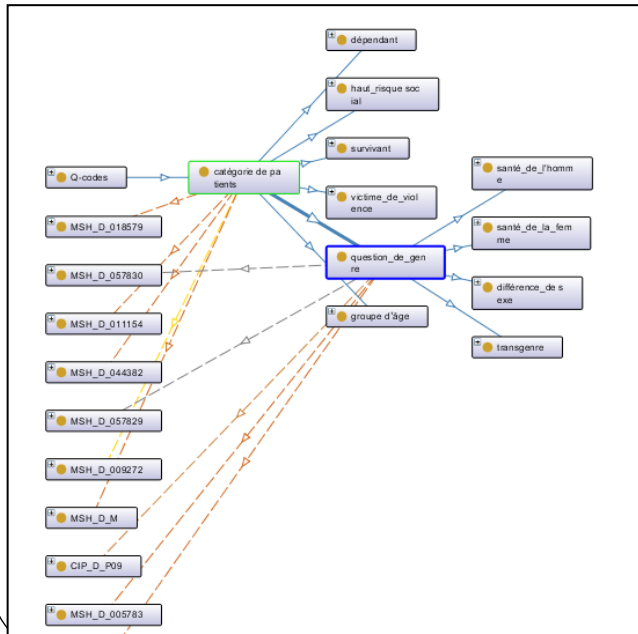 dépendant
haut_risque soc
ial
survivant
victime_de_viol
ence
Q-codes
catégorie de pa
tients
question_de_gen
re
groupe d'âge
santé_de_l'homm
e
santé_de_la_fem
me
différence_de s
exe
transgenre
MSH_D_018579
MSH_D_057830
MSH_D_011154
MSH_D_044382
MSH_D_057829
MSH_D_009272
MSH_D_M
CIP_D_P09
MSH_D_005783